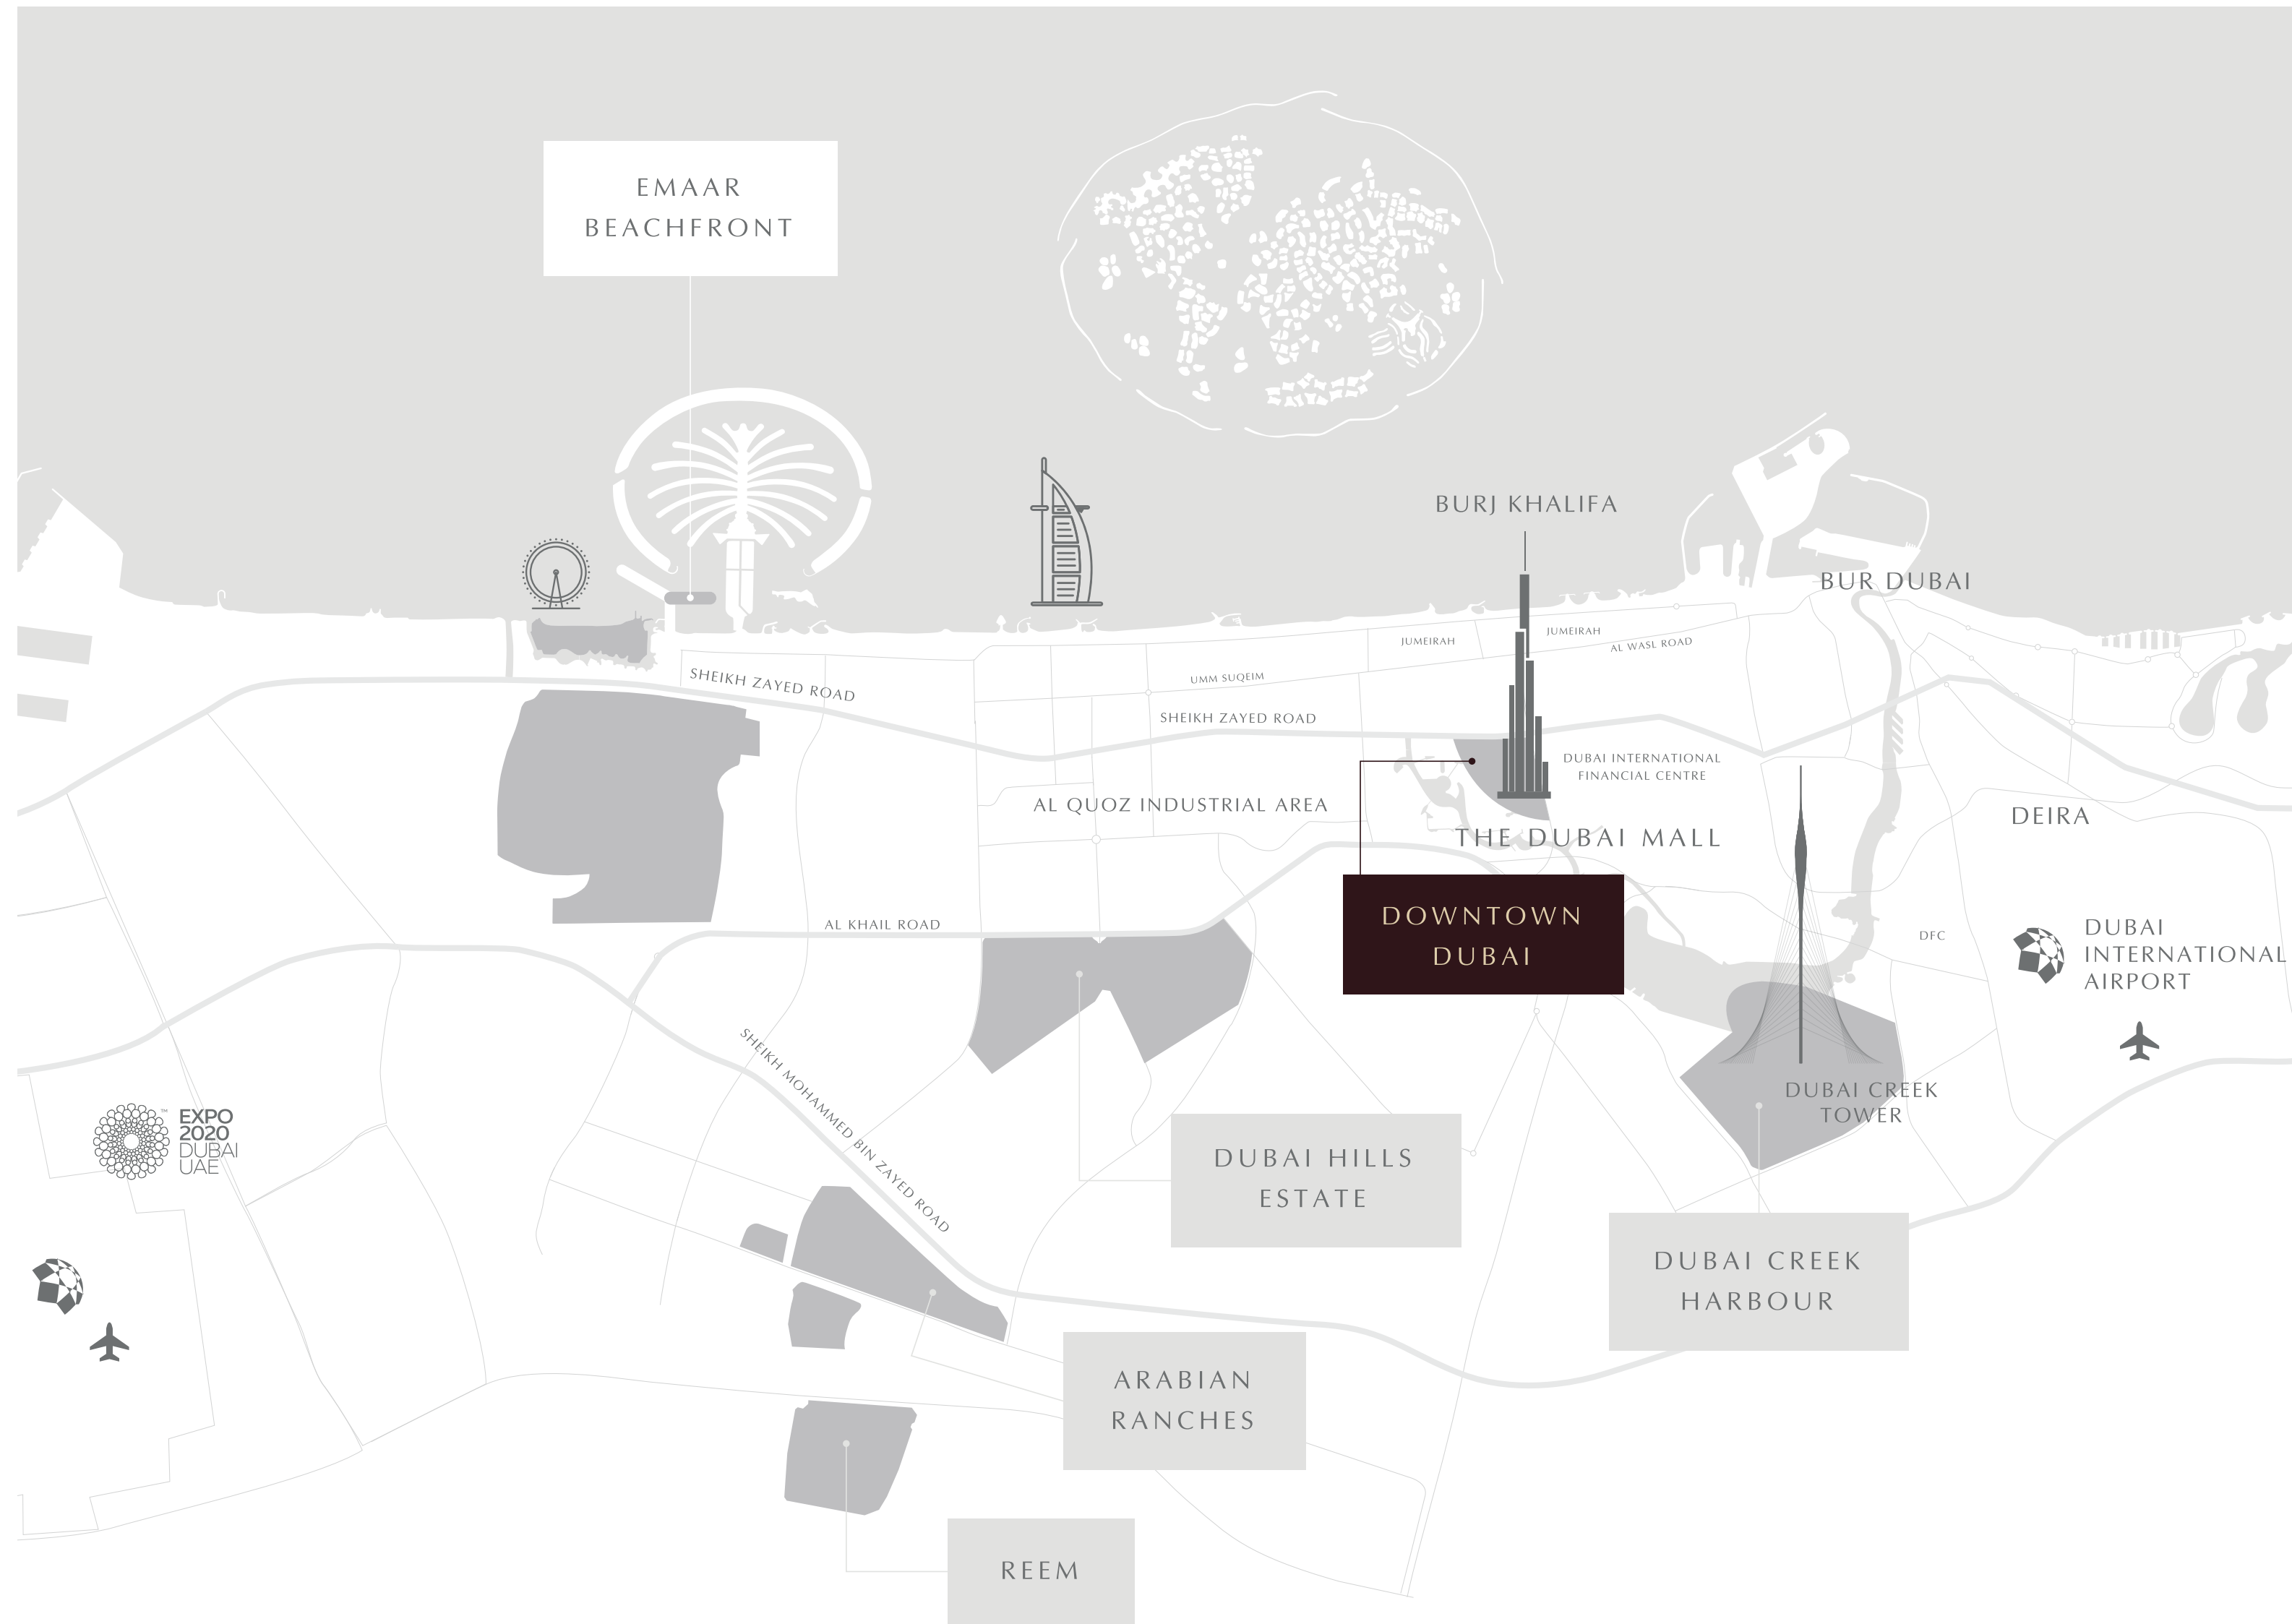 EMAAR
BEACHFRONT
BURJ KHALIFA
BUR DUBAI
JUMEIRAH
JUMEIRAH
AL WASL ROAD
SHEIKH ZAYED ROAD
UMM SUQEIM
SHEIKH ZAYED ROAD
DUBAI INTERNATIONAL
FINANCIAL CENTRE
AL QUOZ INDUSTRIAL AREA
DEIRA
THE DUBAI MALL
DOWNTOWN
DUBAI
AL KHAIL ROAD
DFC
DUBAI
INTERNATIONAL
AIRPORT
SHEIKH MOHAMMED BIN ZAYED ROAD
DUBAI CREEK
TOWER
EXPO
2020
DUBAI
UAE
TM
DUBAI HILLS
ESTATE
DUBAI CREEK
HARBOUR
ARABIAN
RANCHES
REEM